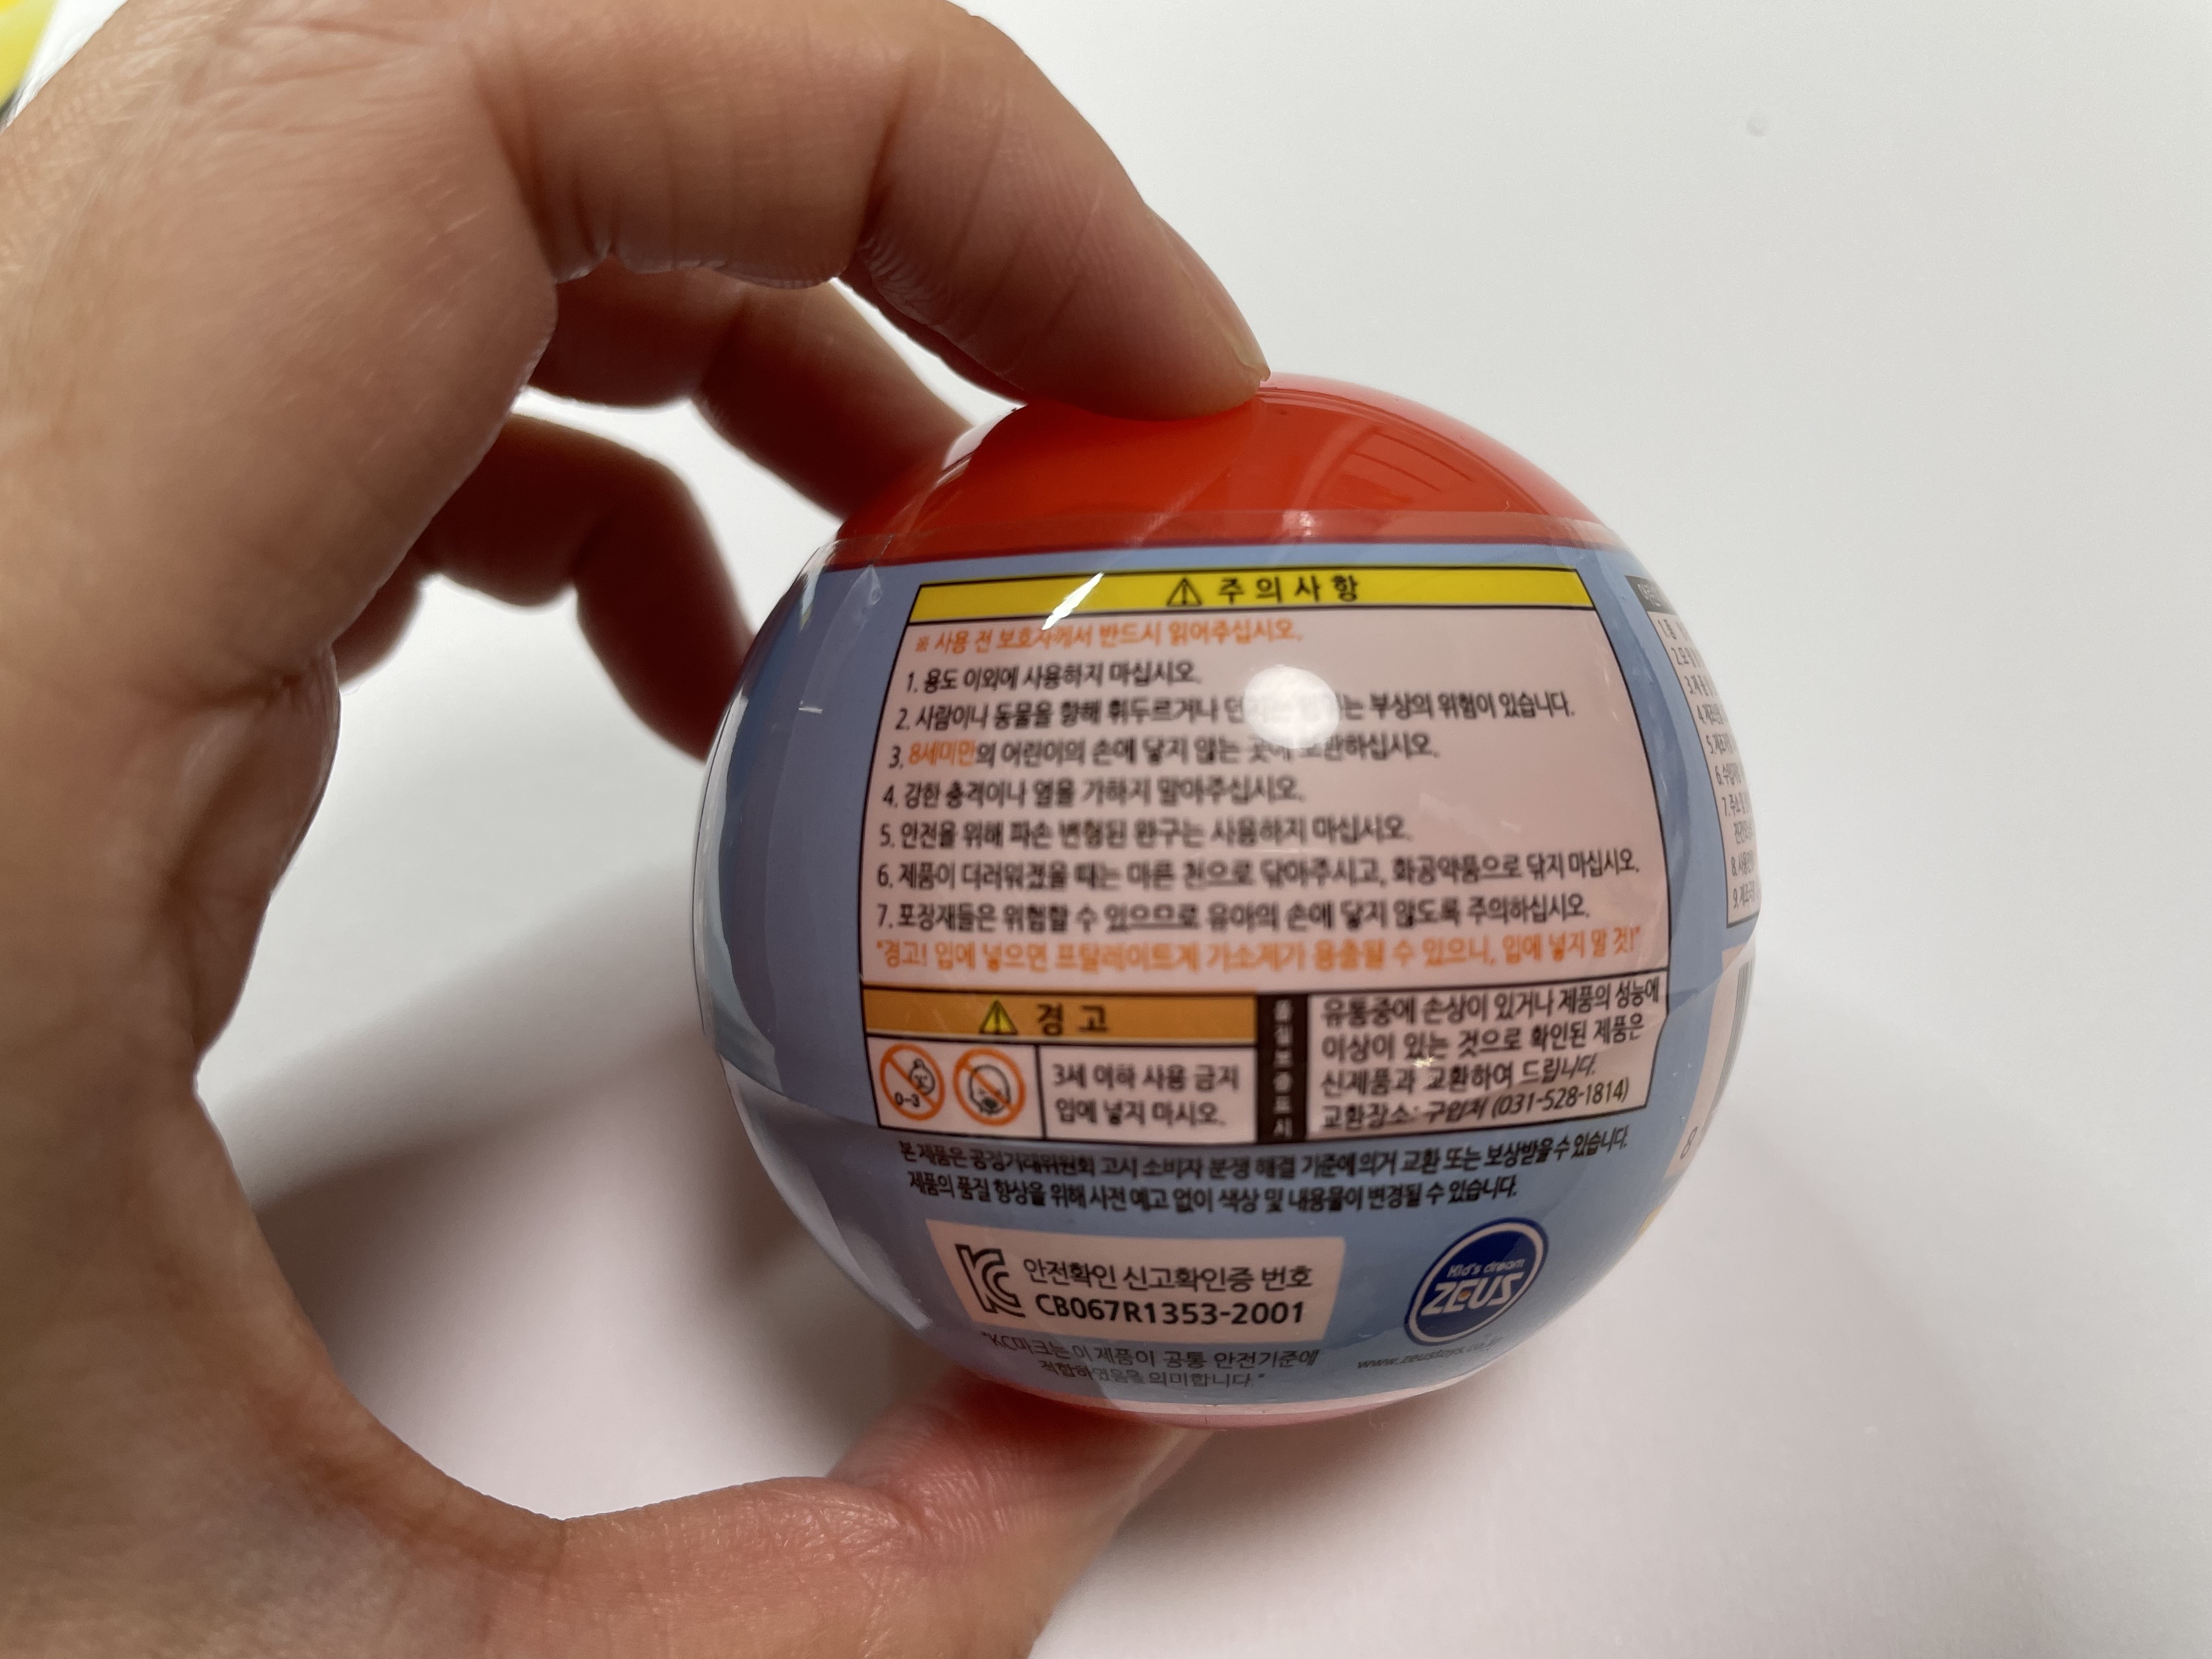 주의사항
※ 사용 전 보호자께서 반드시 읽어주십시오.
1. 용도 이외에 사용하지 마십시오.
2. 사람이나 동물을 향해 휘두르거나 는 부상의 위험이 있습니다.
3. 8세미만의 어린이의 손에 닿지 않는 곳에 보관하십시오.
4. 강한 충격이나 열을 가하지 말아주십시오.
5. 안전을 위해 파손 변형된 완구는 사용하지 마십시오.
6. 제품이 더러워졌을 때는 마른 천으로 닦아주시고, 화공약품으로 닦지 마십시오.
7. 포장재들은 위험할 수 있으므로 유아의 손에 닿지 않도록 주의하십시오.
"경고! 입에 넣으면 프탈레이트계 가소제가 용출될 수 있으니, 입에 넣지 말 것!"
경고
0-3
3세 이하 사용 금지
입에 넣지 마시오.
품질보증표시
유통중에 손상이 있거나 제품의 성능에
이상이 있는 것으로 확인된 제품은
신제품과 교환하여 드립니다.
교환장소: 구입처 (031-528-1814)
본 제품은 공정거래위원회 고시 소비자 분쟁 해결 기준에 의거 교환 또는 보상받을 수 있습니다.
제품의 품질 향상을 위해 사전 예고 없이 색상 및 내용물이 변경될 수 있습니다.
안전확인 신고확인증 번호
CB067R1353-2001
"KC마크는 이 제품이 공통 안전기준에
적합하였음을 의미합니다."
Kid's dream
ZEUS
www.zeustoys.co.kr
8